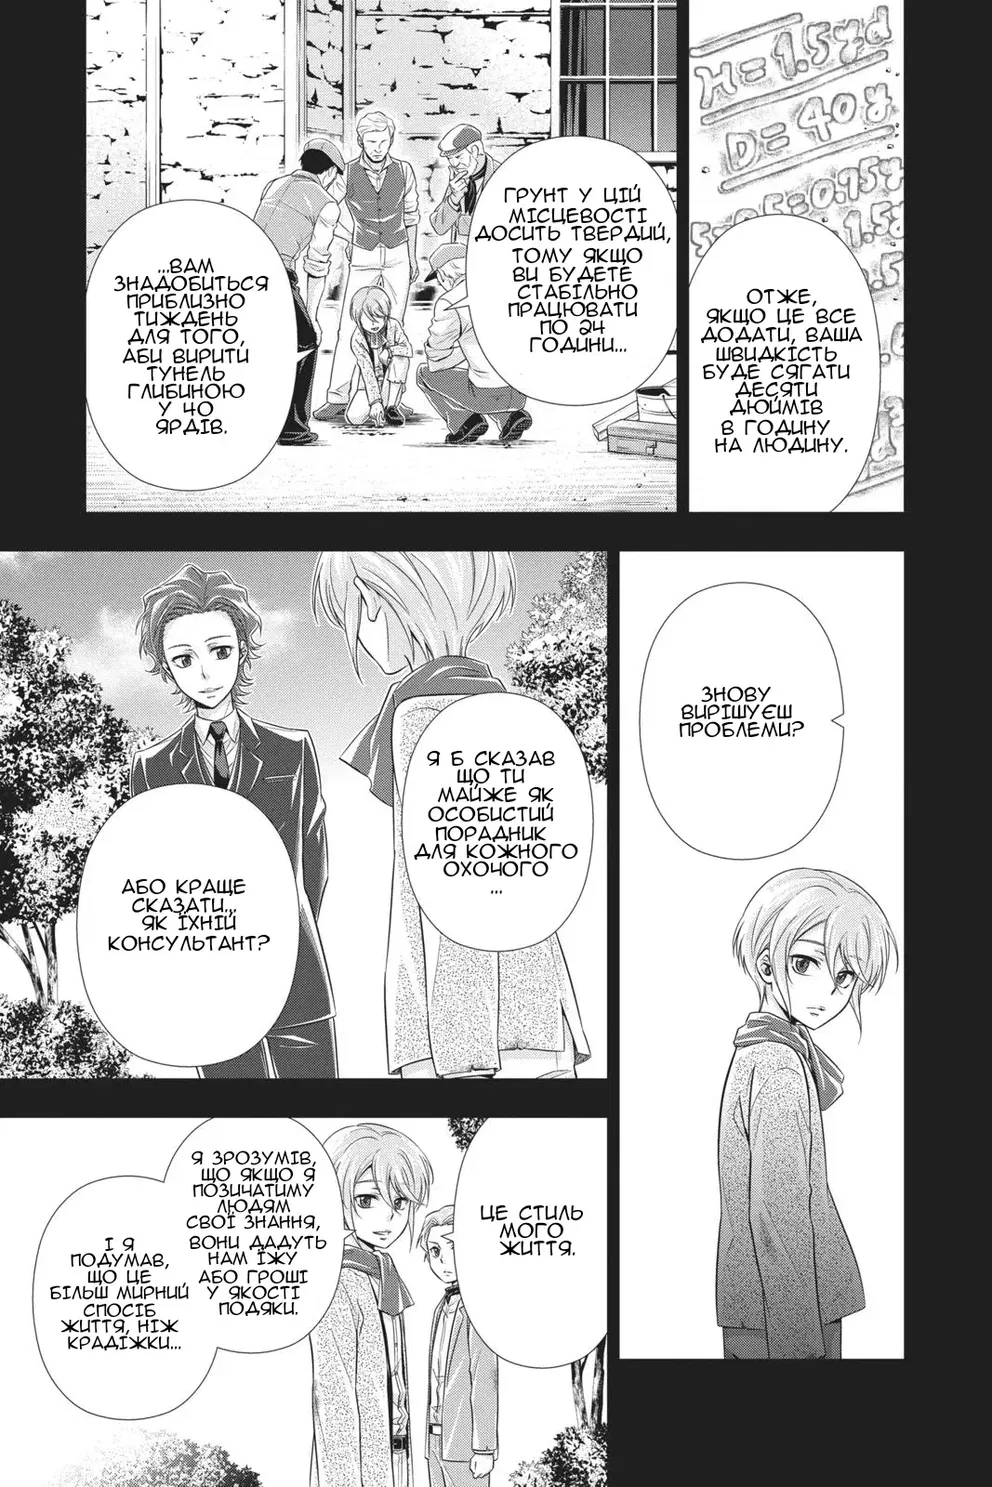 H=1.5yd
D=40y
ОТЖЕ,
ЯКЩО ЦЕ ВСЕ
ДОДАТИ, ВАША
ШВИДКІСТЬ
БУДЕ СЯГАТИ
ДЕСЯТИ
ДЮЙМІВ
В ГОДИНУ
НА ЛЮДИНУ.
ГРУНТ У ЦІЙ
МІСЦЕВОСТІ
ДОСИТЬ ТВЕРДИЙ,
ТОМУ ЯКЩО
ВИ БУДЕТЕ
СТАБІЛЬНО
ПРАЦЮВАТИ
ПО 24
ГОДИНИ...
...ВАМ
ЗНАДОБИТЬСЯ
ПРИБЛИЗНО
ТИЖДЕНЬ
ДЛЯ ТОГО,
АБИ ВИРИТИ
ТУНЕЛЬ
ГЛИБИНОЮ
У 40
ЯРДІВ.
ЗНОВУ
ВИРІШУЄШ
ПРОБЛЕМИ?
Я Б СКАЗАВ
ЩО ТИ
МАЙЖЕ ЯК
ОСОБИСТИЙ
ПОРАДНИК
ДЛЯ КОЖНОГО
ОХОЧОГО
...
АБО КРАЩЕ
СКАЗАТИ...
ЯК ЇХНІЙ
КОНСУЛЬТАНТ?
ЦЕ СТИЛЬ
МОГО
ЖИТТЯ.
Я ЗРОЗУМІВ,
ЩО ЯКЩО Я
ПОЗИЧАТИМУ
ЛЮДЯМ
СВОЇ ЗНАННЯ,
ВОНИ ДАДУТЬ
НАМ ЇЖУ
АБО ГРОШІ
У ЯКОСТІ
ПОДЯКИ.
І Я
ПОДУМАВ,
ЩО ЦЕ
БІЛЬШ МИРНИЙ
СПОСІБ
ЖИТТЯ, НІЖ
КРАДІЖКИ...